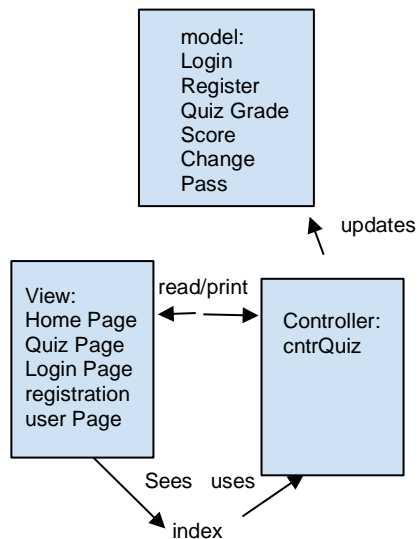 model:
Login
Register
Quiz Grade
Score
Change
Pass
updates
read/print
View:
Home Page
Quiz Page
Login Page
registration
user Page
Controller:
cntrQuiz
Sees uses
index